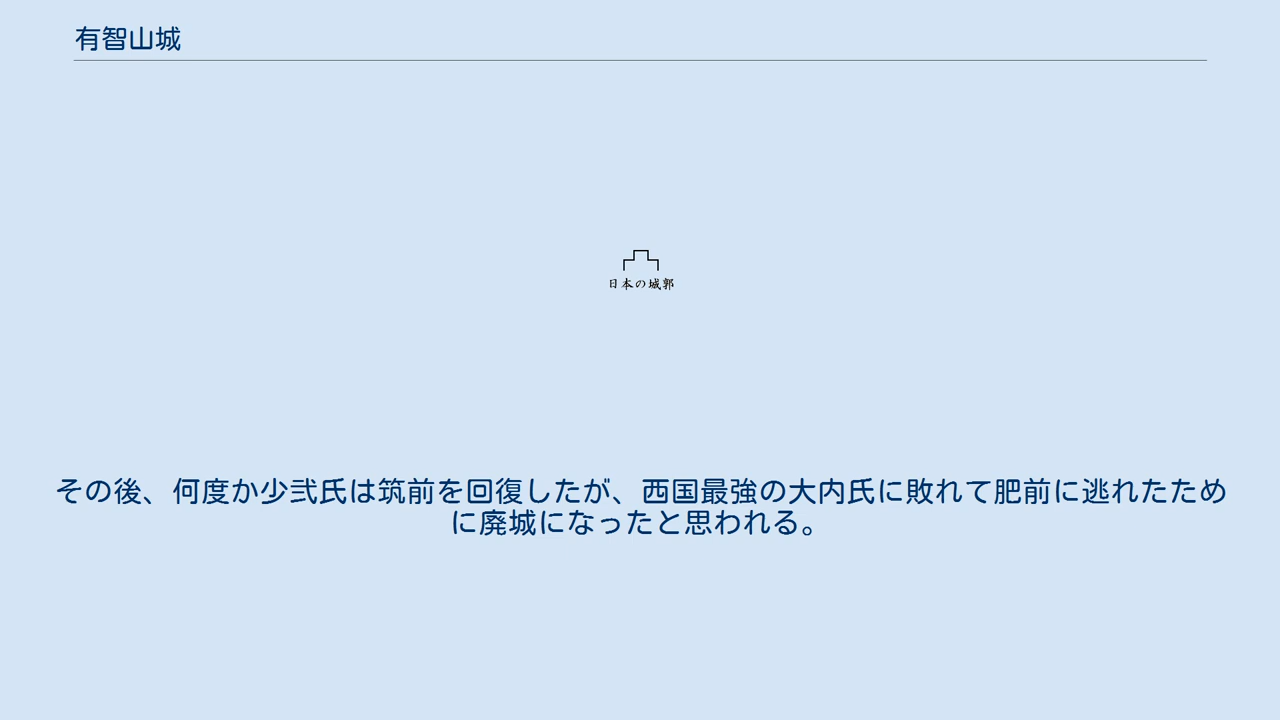 有智山城
日本の城郭
その後、何度か少弐氏は筑前を回復したが、西国最強の大内氏に敗れて肥前に逃れたため
に廃城になったと思われる。